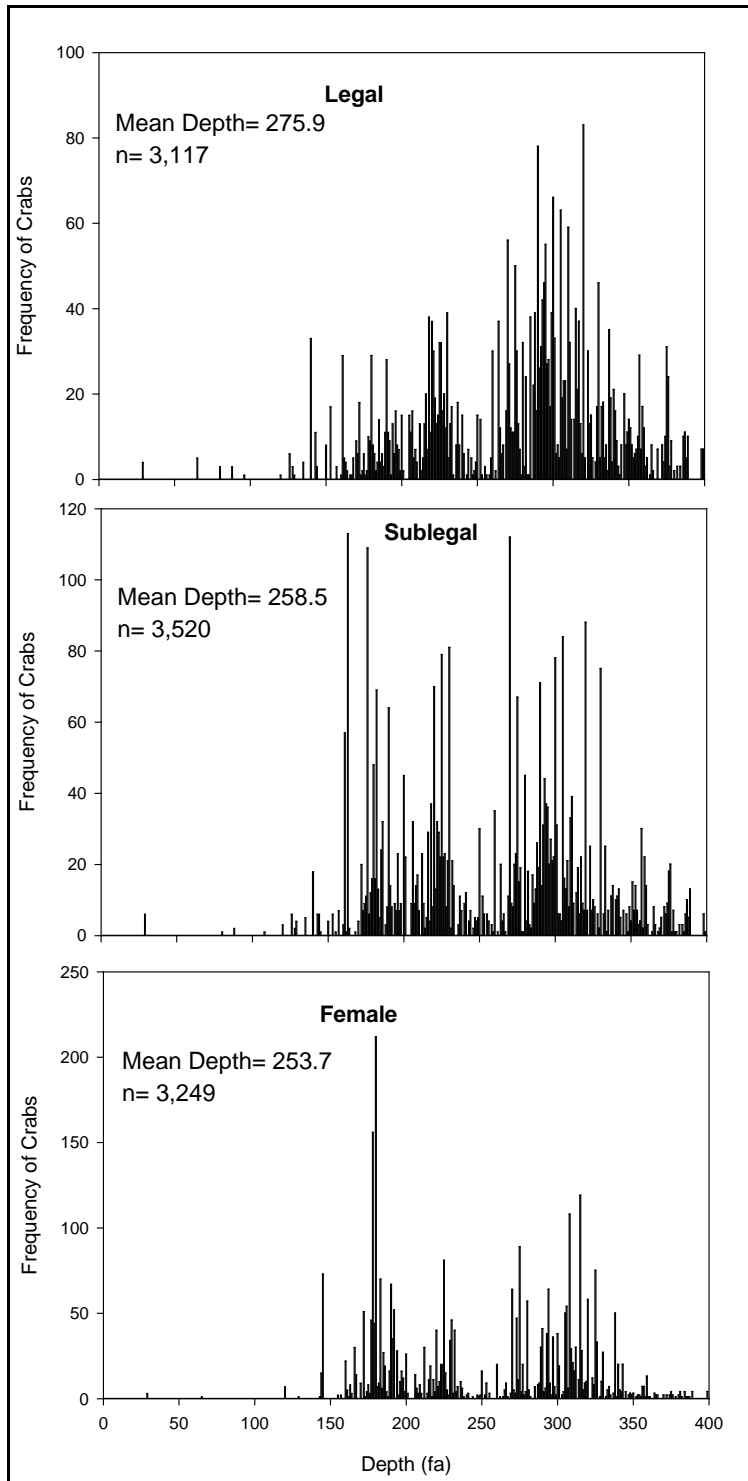 100
80
60
40
20
0
Frequency of Crabs
Legal
Mean Depth= 275.9
n= 3,117
120
100
80
60
40
20
0
Frequency of Crabs
Sublegal
Mean Depth= 258.5
n= 3,520
250
200
150
100
50
0
Frequency of Crabs
Female
Mean Depth= 253.7
n= 3,249
0 50 100 150 200 250 300 350 400
Depth (fa)